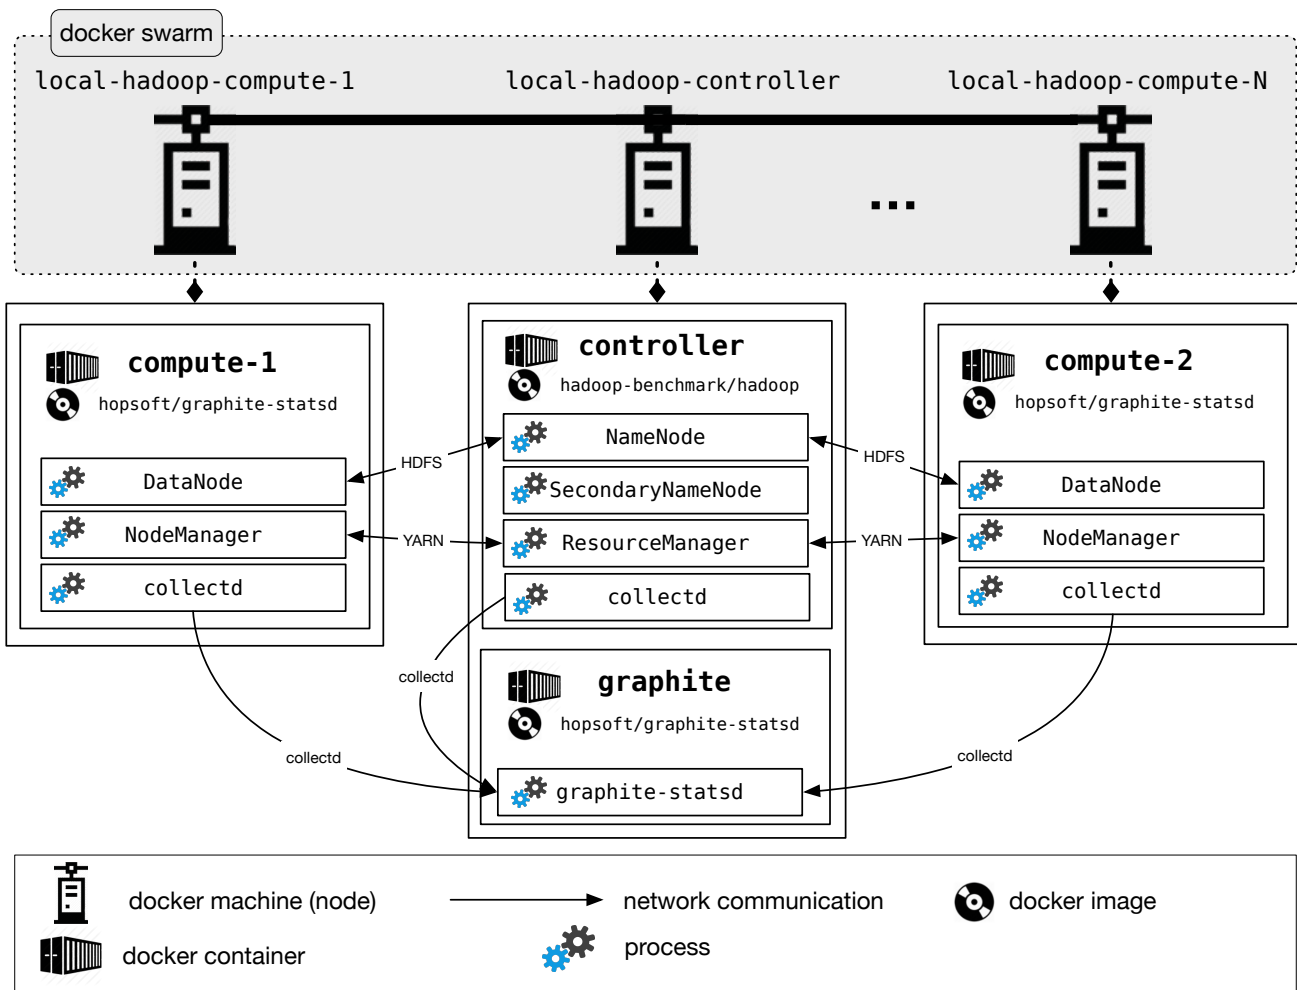 docker swarm
local-hadoop-compute-1
local-hadoop-controller
local-hadoop-compute-N
...
compute-1
hopsoft/graphite-statsd
DataNode
NodeManager
collectd
controller
hadoop-benchmark/hadoop
NameNode
SecondaryNameNode
ResourceManager
collectd
compute-2
hopsoft/graphite-statsd
DataNode
NodeManager
collectd
HDFS
HDFS
YARN
YARN
collectd
graphite
hopsoft/graphite-statsd
graphite-statsd
collectd
collectd
docker machine (node)
network communication
docker image
docker container
process